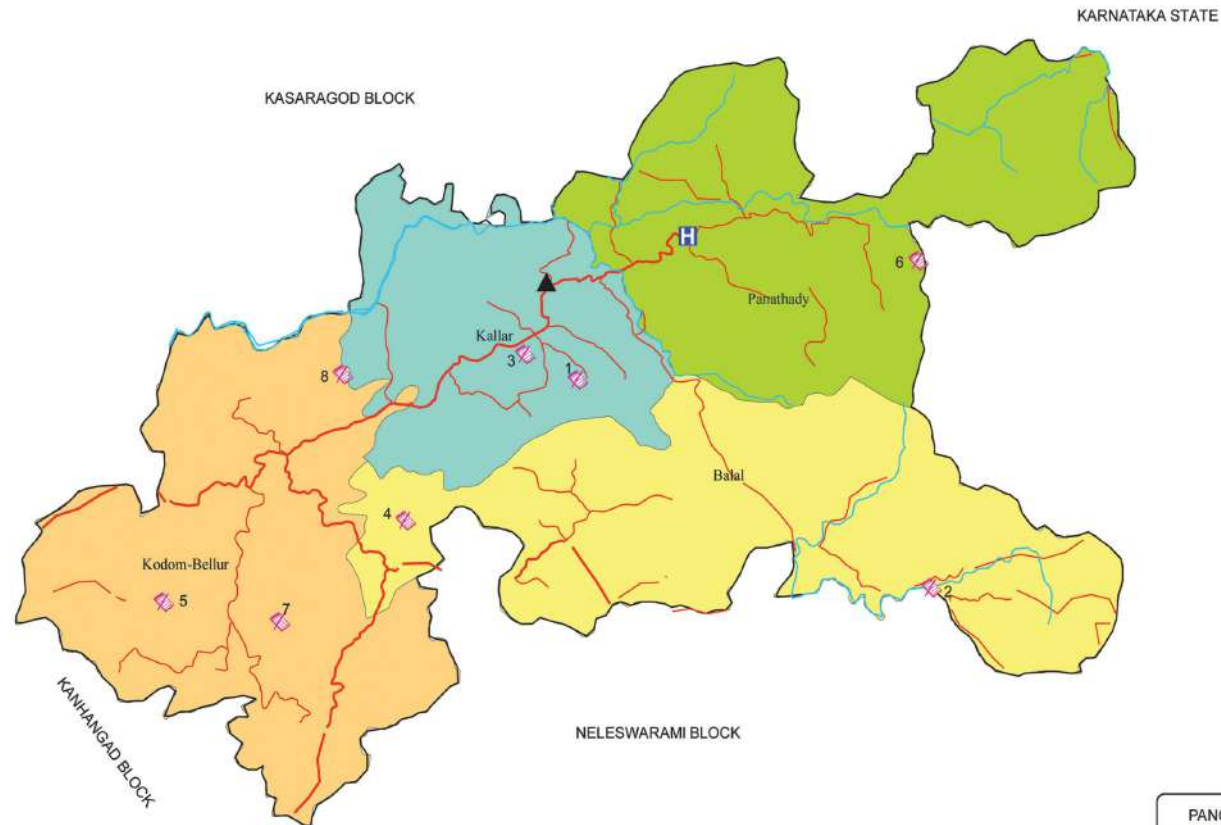 KARNATAKA STATE
KASARAGOD BLOCK
H
6
Panathady
Kallar
3
1
8
Balal
4
Kodom-Bellur
5
7
2
KANHANGAD BLOCK
NELESWARAMI BLOCK